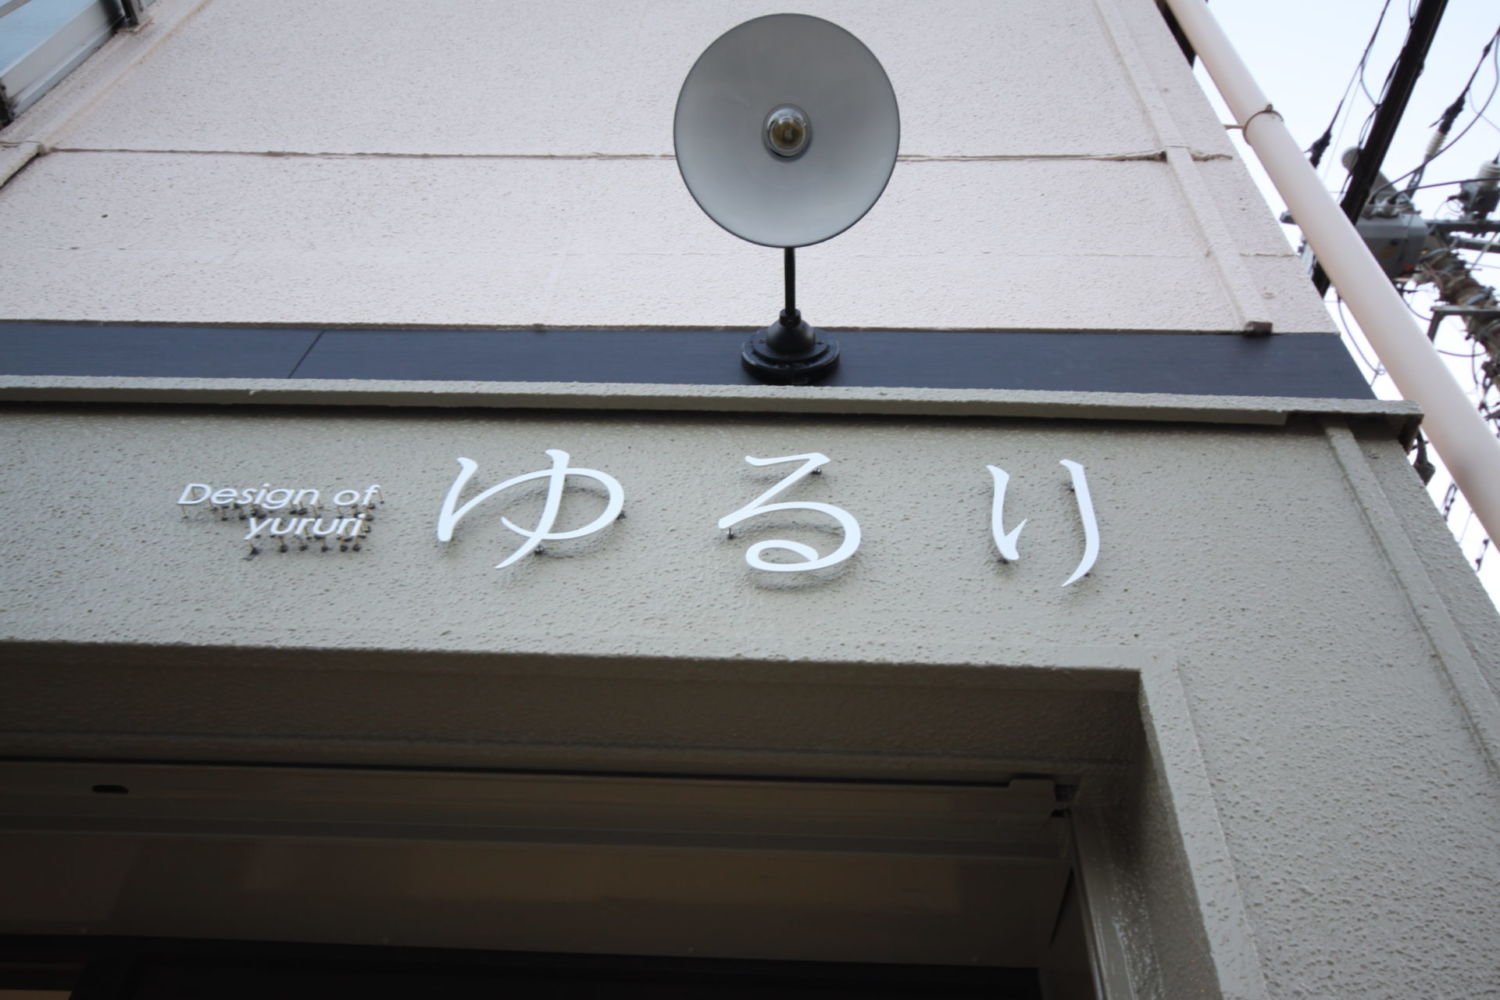 Design of
yururi
ゆるり